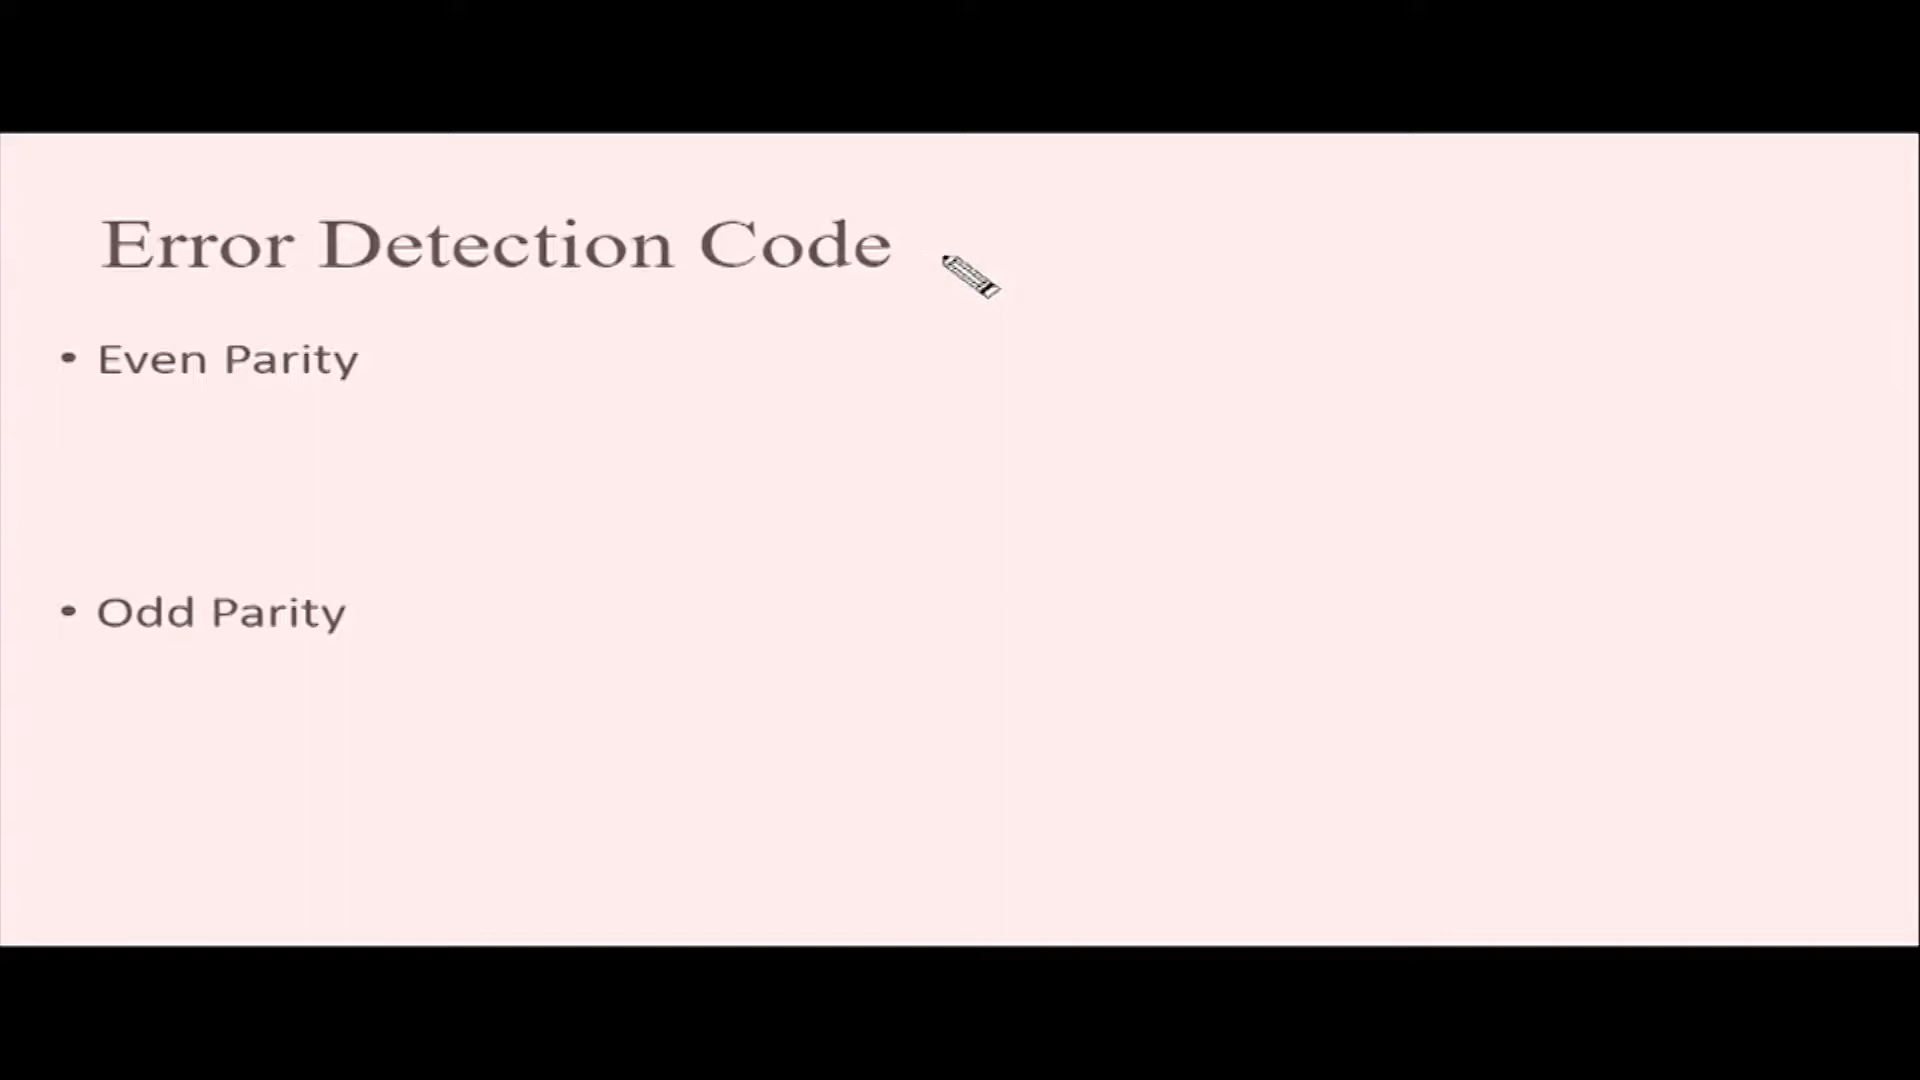 Error Detection Code
• Even Parity
• Odd Parity